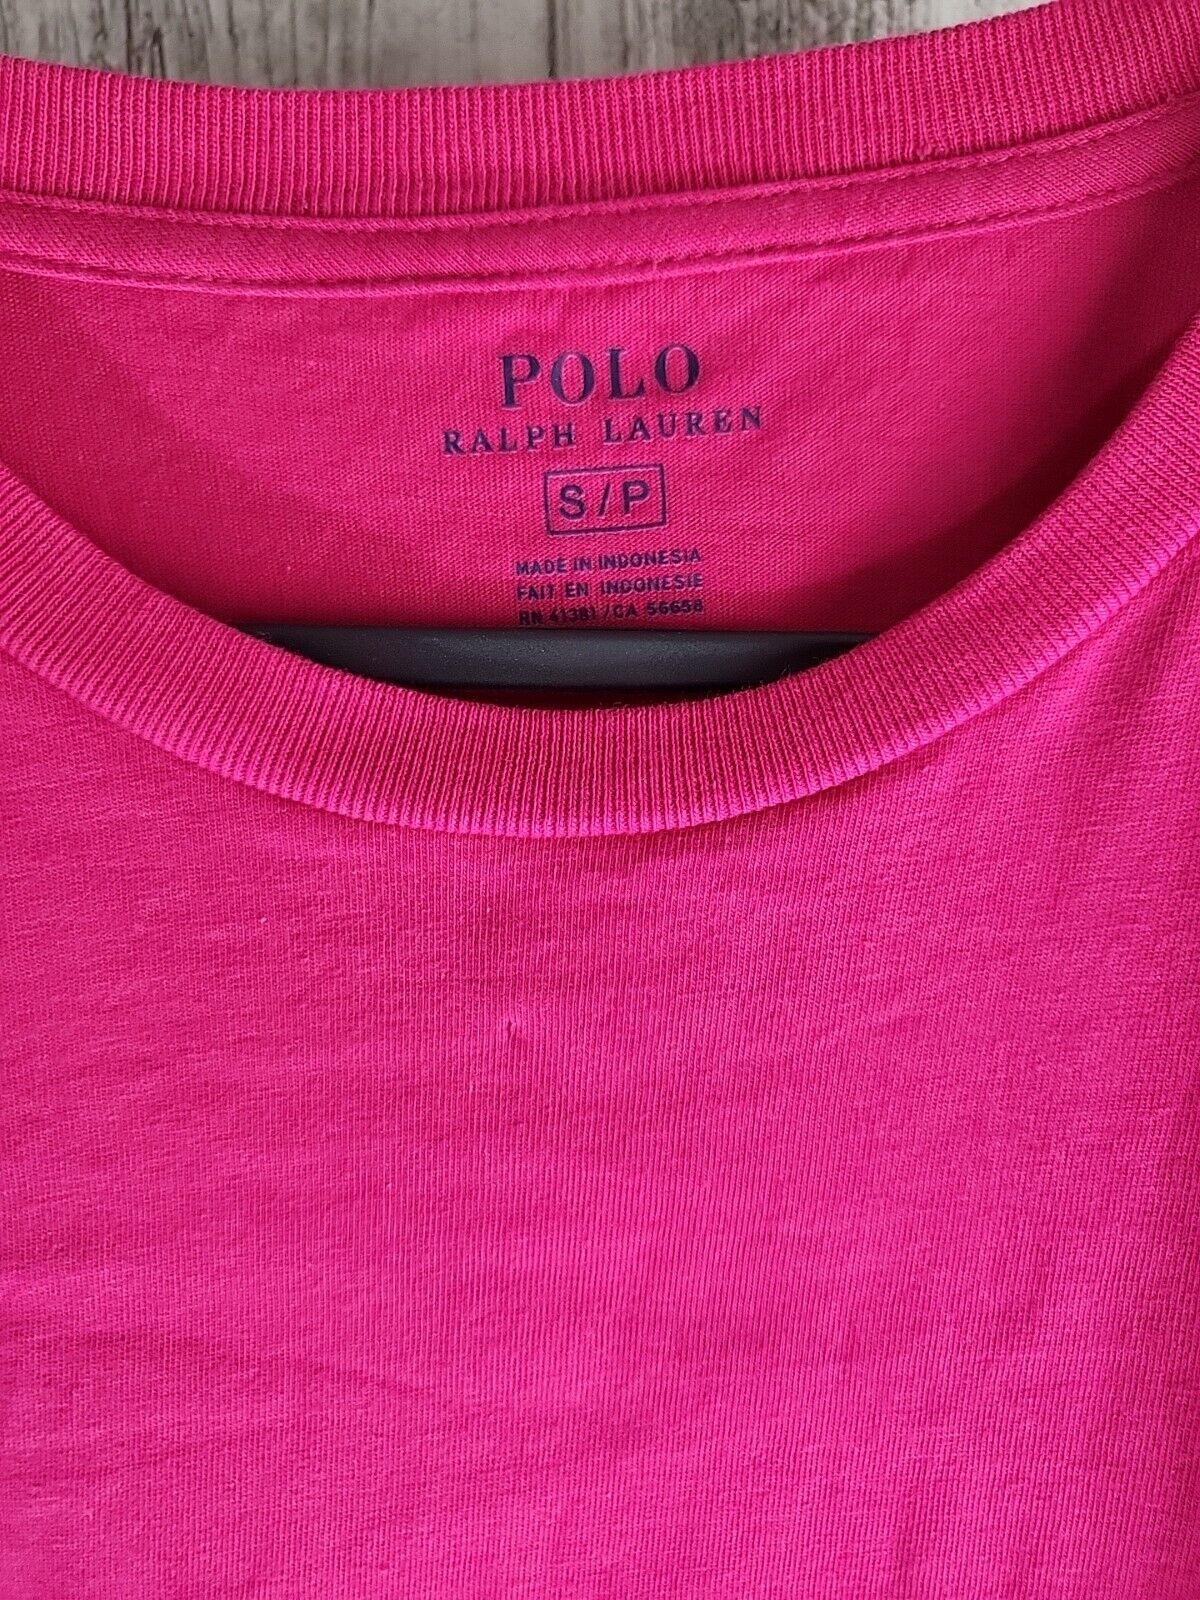 POLO
RALPH LAUREN
S/P
MADE IN INDONESIA
FAIT EN INDONESIE
RN 41381/CA 56658